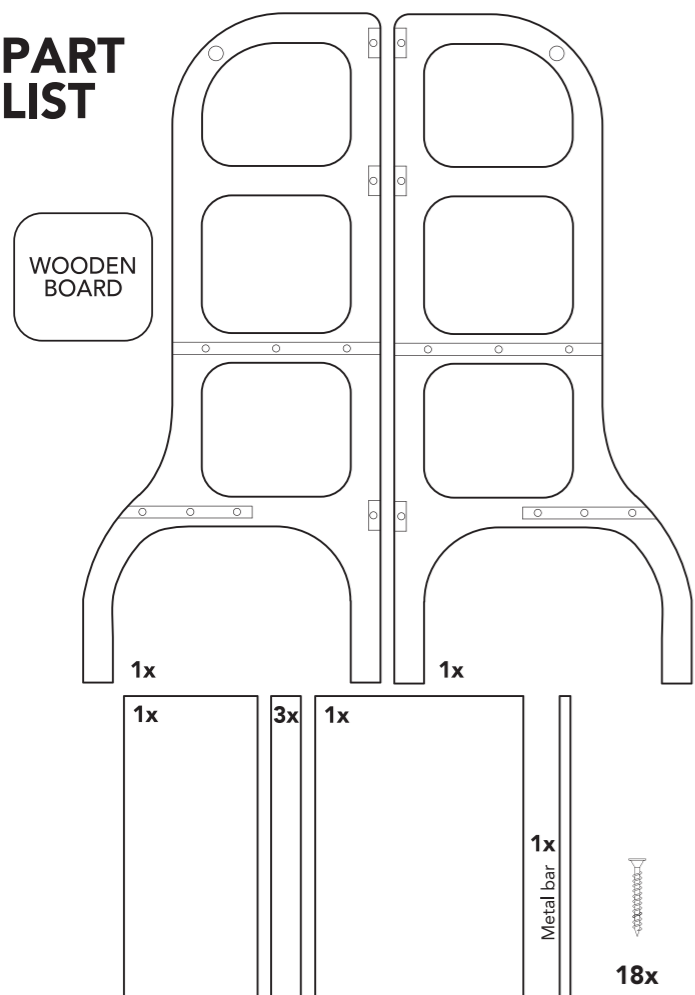 PART
LIST
WOODEN
BOARD
1x
1x
1x
3x
1x
1x
Metal bar
18x